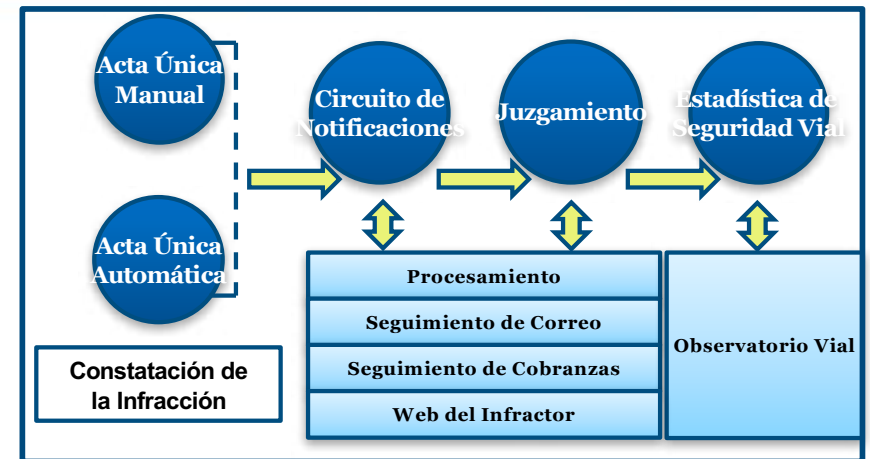 Acta Única
Manual
Circuito de
Notificaciones
Juzgamiento
Estadística de
Seguridad Vial
Acta Única
Automática
Procesamiento
Seguimiento de Correo
Seguimiento de Cobranzas
Web del Infractor
Observatorio Vial
Constatación de
la Infracción